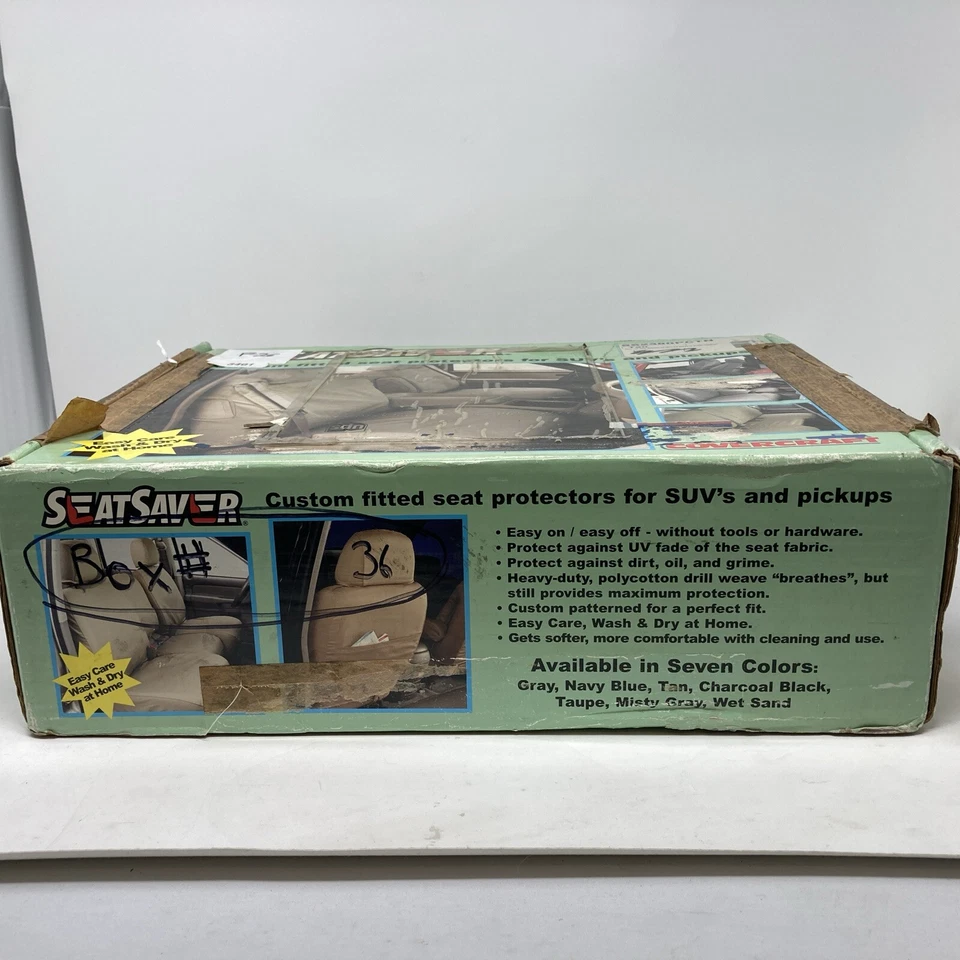 SEATSAVER
Easy Care
Wash & Dry
at Home
COVERCRAFT
SEATSAVER®
Custom fitted seat protectors for SUV's and pickups
Box # 36
• Easy on / easy off - without tools or hardware.
• Protect against UV fade of the seat fabric.
• Protect against dirt, oil, and grime.
• Heavy-duty, polycotton drill weave “breathes”, but
still provides maximum protection.
• Custom patterned for a perfect fit.
• Easy Care, Wash & Dry at Home.
• Gets softer, more comfortable with cleaning and use.
Easy Care
Wash & Dry
at Home
Available in Seven Colors:
Gray, Navy Blue, Tan, Charcoal Black,
Taupe, Misty Gray, Wet Sand